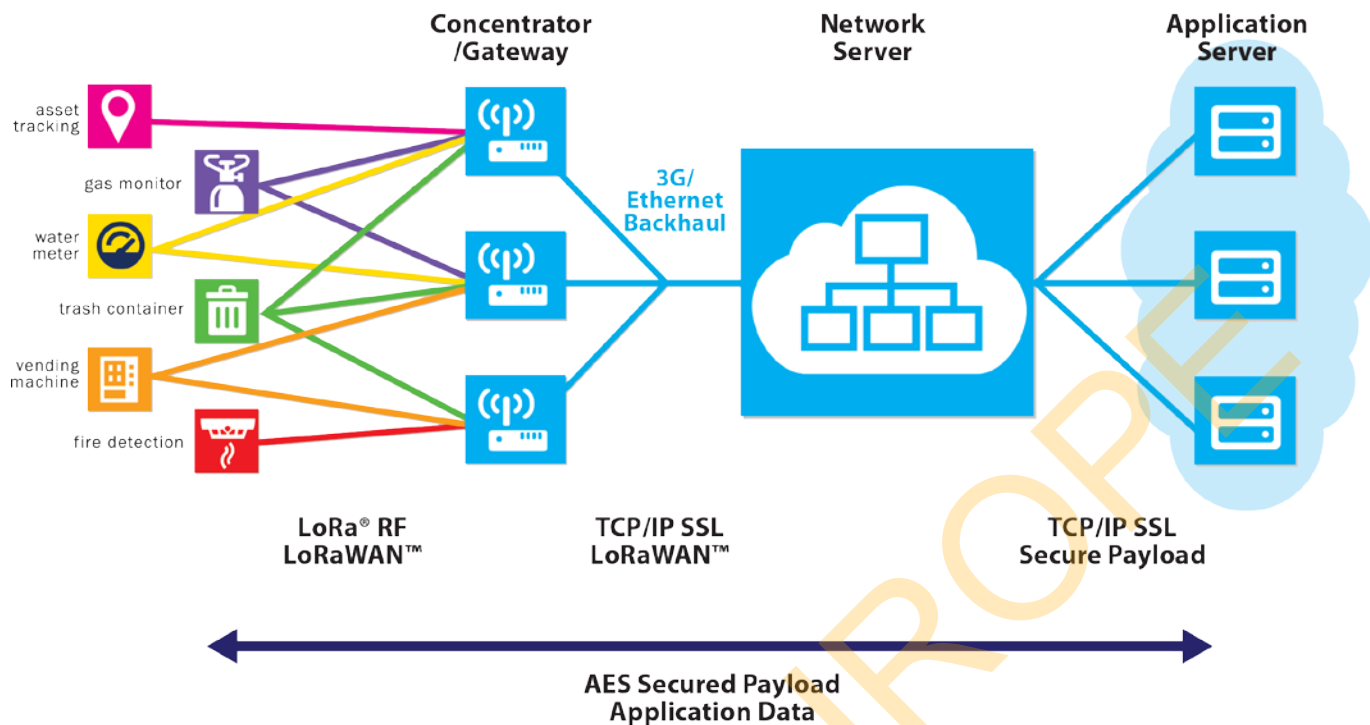 Concentrator
/Gateway
Network
Server
Application
Server
asset
tracking
gas monitor
water
meter
trash container
vending
machine
fire detection
3G/
Ethernet
Backhaul
LoRa® RF
LoRaWAN™
TCP/IP SSL
LoRaWAN™
TCP/IP SSL
Secure Payload
AES Secured Payload
Application Data